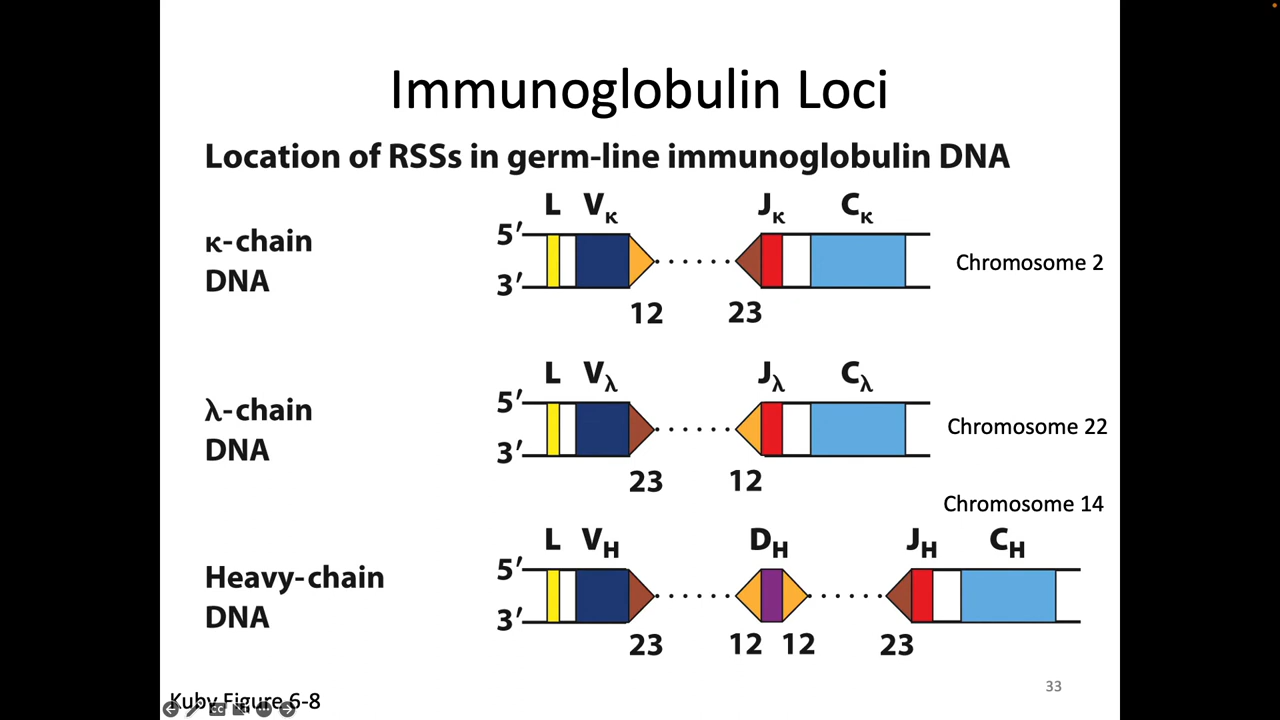 Immunoglobulin Loci
Location of RSSs in germ-line immunoglobulin DNA
L Vκ Jκ Cκ
κ-chain
DNA
5′
3′
12 23
Chromosome 2
L Vλ Jλ Cλ
λ-chain
DNA
5′
3′
23 12
Chromosome 22
Chromosome 14
L VH DH JH CH
Heavy-chain
DNA
5′
3′
23 12 12 23
Kuby Figure 6-8
33